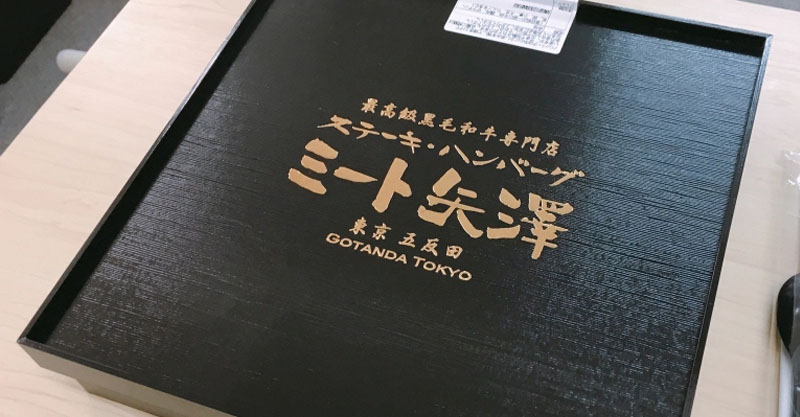 最高級黒毛和牛専門店
ステーキ・ハンバーグ
ミート矢澤
東京 五反田
GOTANDA TOKYO